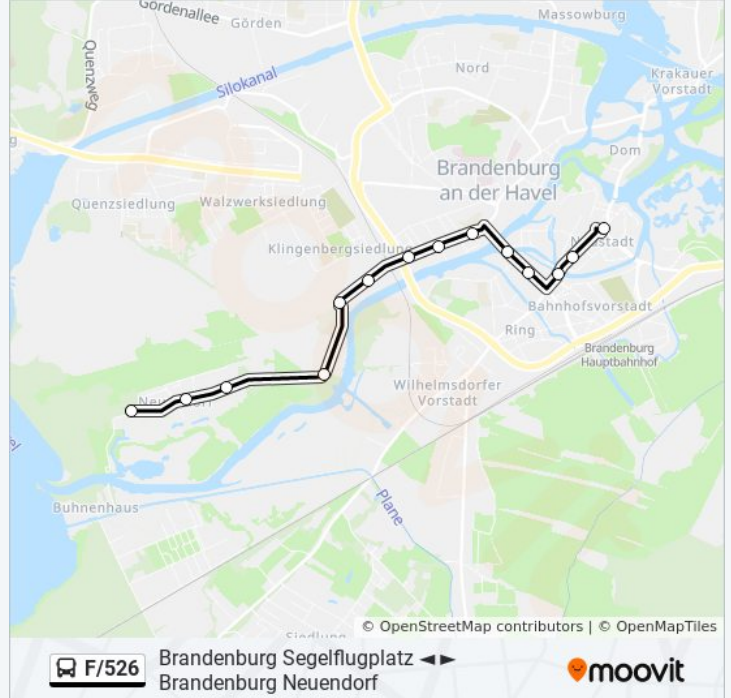 Gördenallee
Görden
Massowburg
Quenzweg
Silokanal
Nord
Krakauer
Vorstadt
Dom
Brandenburg
an der Havel
Quenzsiedlung
Walzwerksiedlung
Klingenbergsiedlung
Bahnhofsvorstadt
Ring
Brandenburg
Hauptbahnhof
Wilhelmsdorfer
Vorstadt
Buhnenhaus
Plane
Siedlung
© OpenStreetMap contributors | © OpenMapTiles
F/526
Brandenburg Segelflugplatz ◄ ►
Brandenburg Neuendorf
moovit